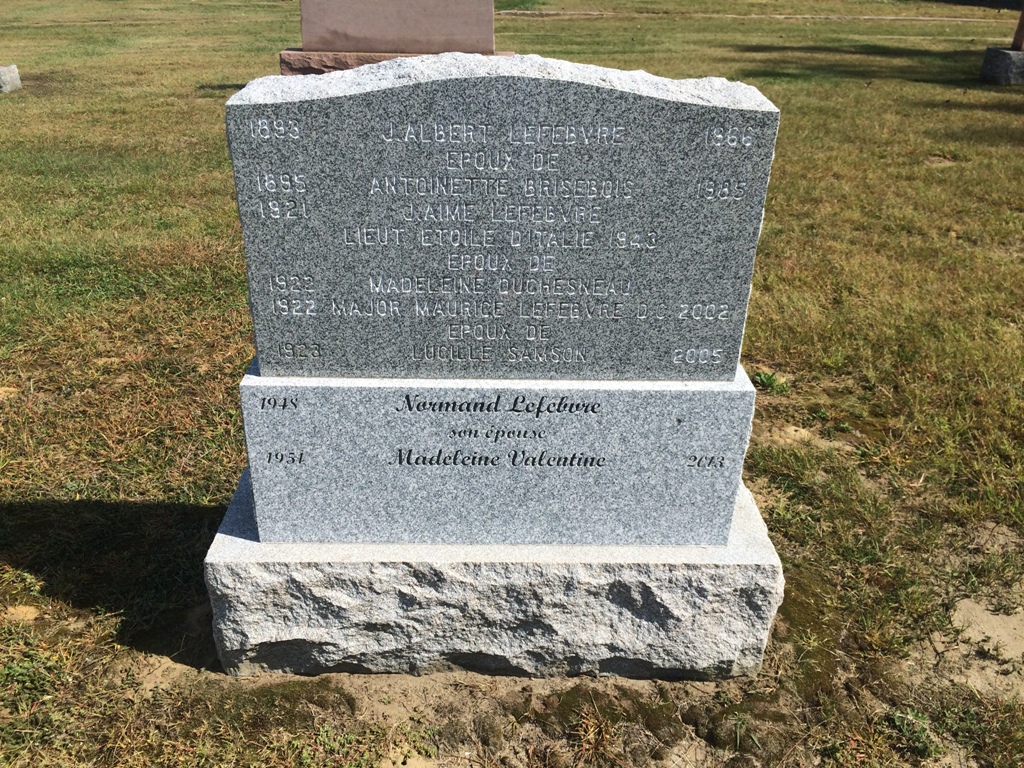 1893 J.ALBERT LEFEBVRE 1966
EPOUX DE
1895 ANTOINETTE BRISEBOIS 1985
1921 J.AIME LEFEBVRE
LIEUT ETOILE D'ITALIE 1943
EPOUX DE
1922 MADELEINE DUCHESNEAU
1922 MAJOR MAURICE LEFEBVRE D.C 2002
EPOUX DE
1923 LUCILLE SAMSON 2005
1948 Normand Lefebvre
son épouse
1951 Madeleine Valentine 2013